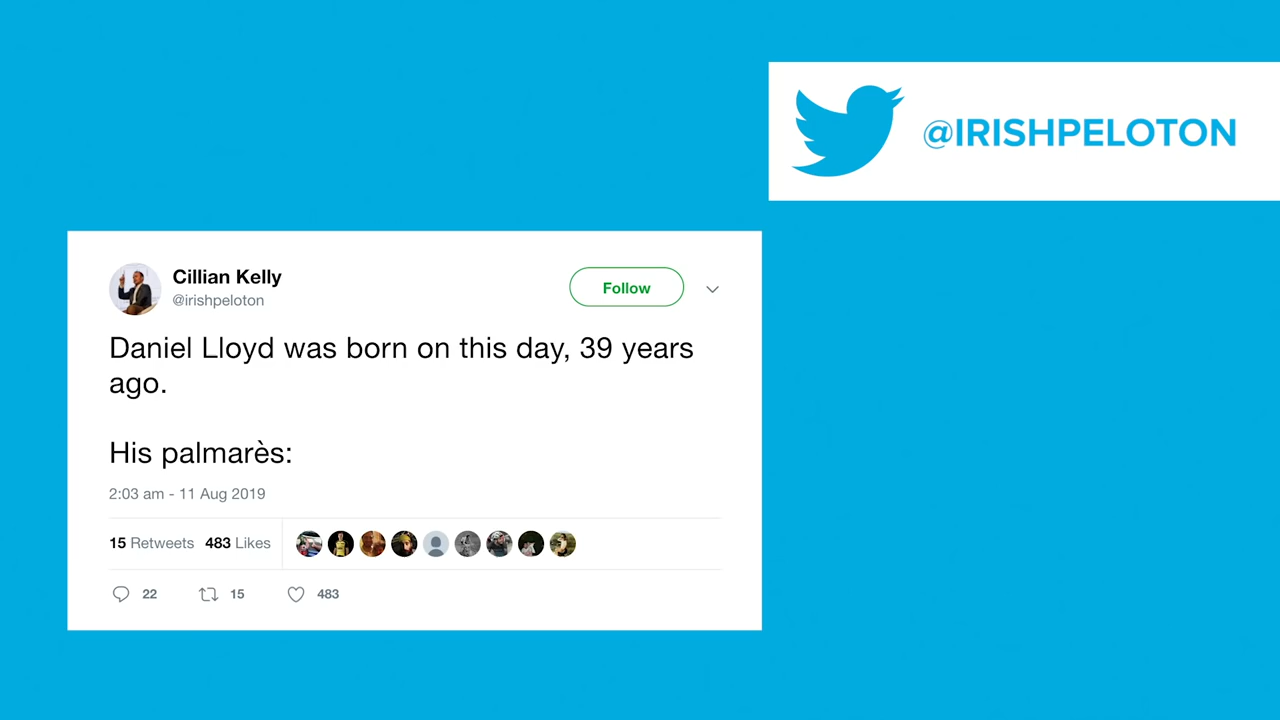 @IRISHPELOTON
Cillian Kelly
@irishpeloton
Follow
Daniel Lloyd was born on this day, 39 years
ago.
His palmarès:
2:03 am - 11 Aug 2019
15 Retweets 483 Likes
22 15 483